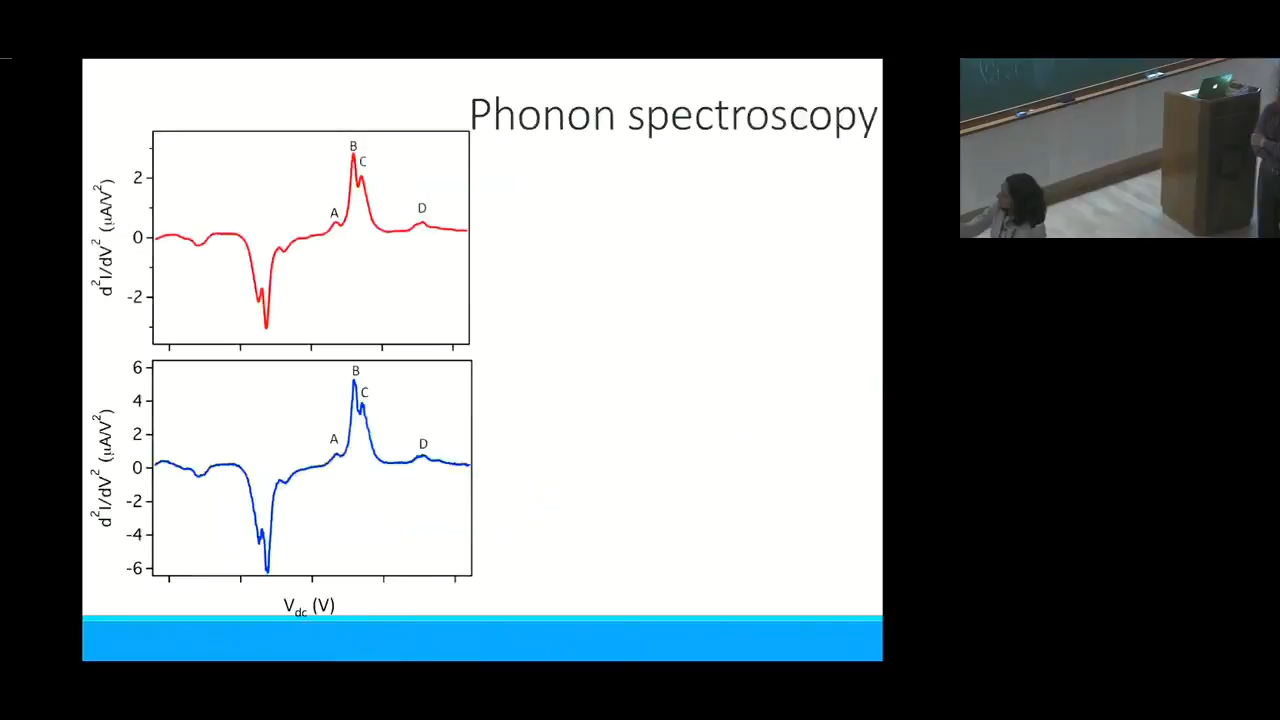 Phonon spectroscopy
d²I/dV² (μA/V²)
2
0
-2
A
B
C
D
d²I/dV² (μA/V²)
6
4
2
0
-2
-4
-6
A
B
C
D
Vdc (V)